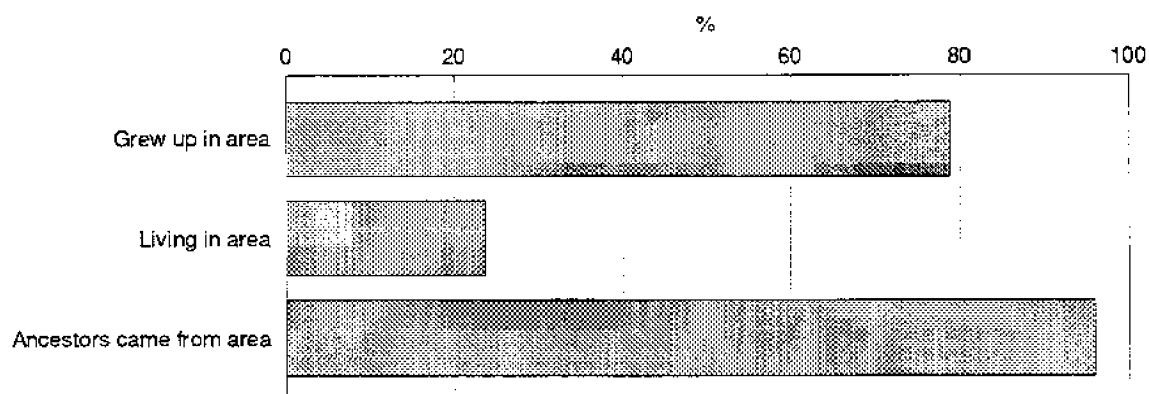 %
0 20 40 60 80 100
Grew up in area
Living in area
Ancestors came from area